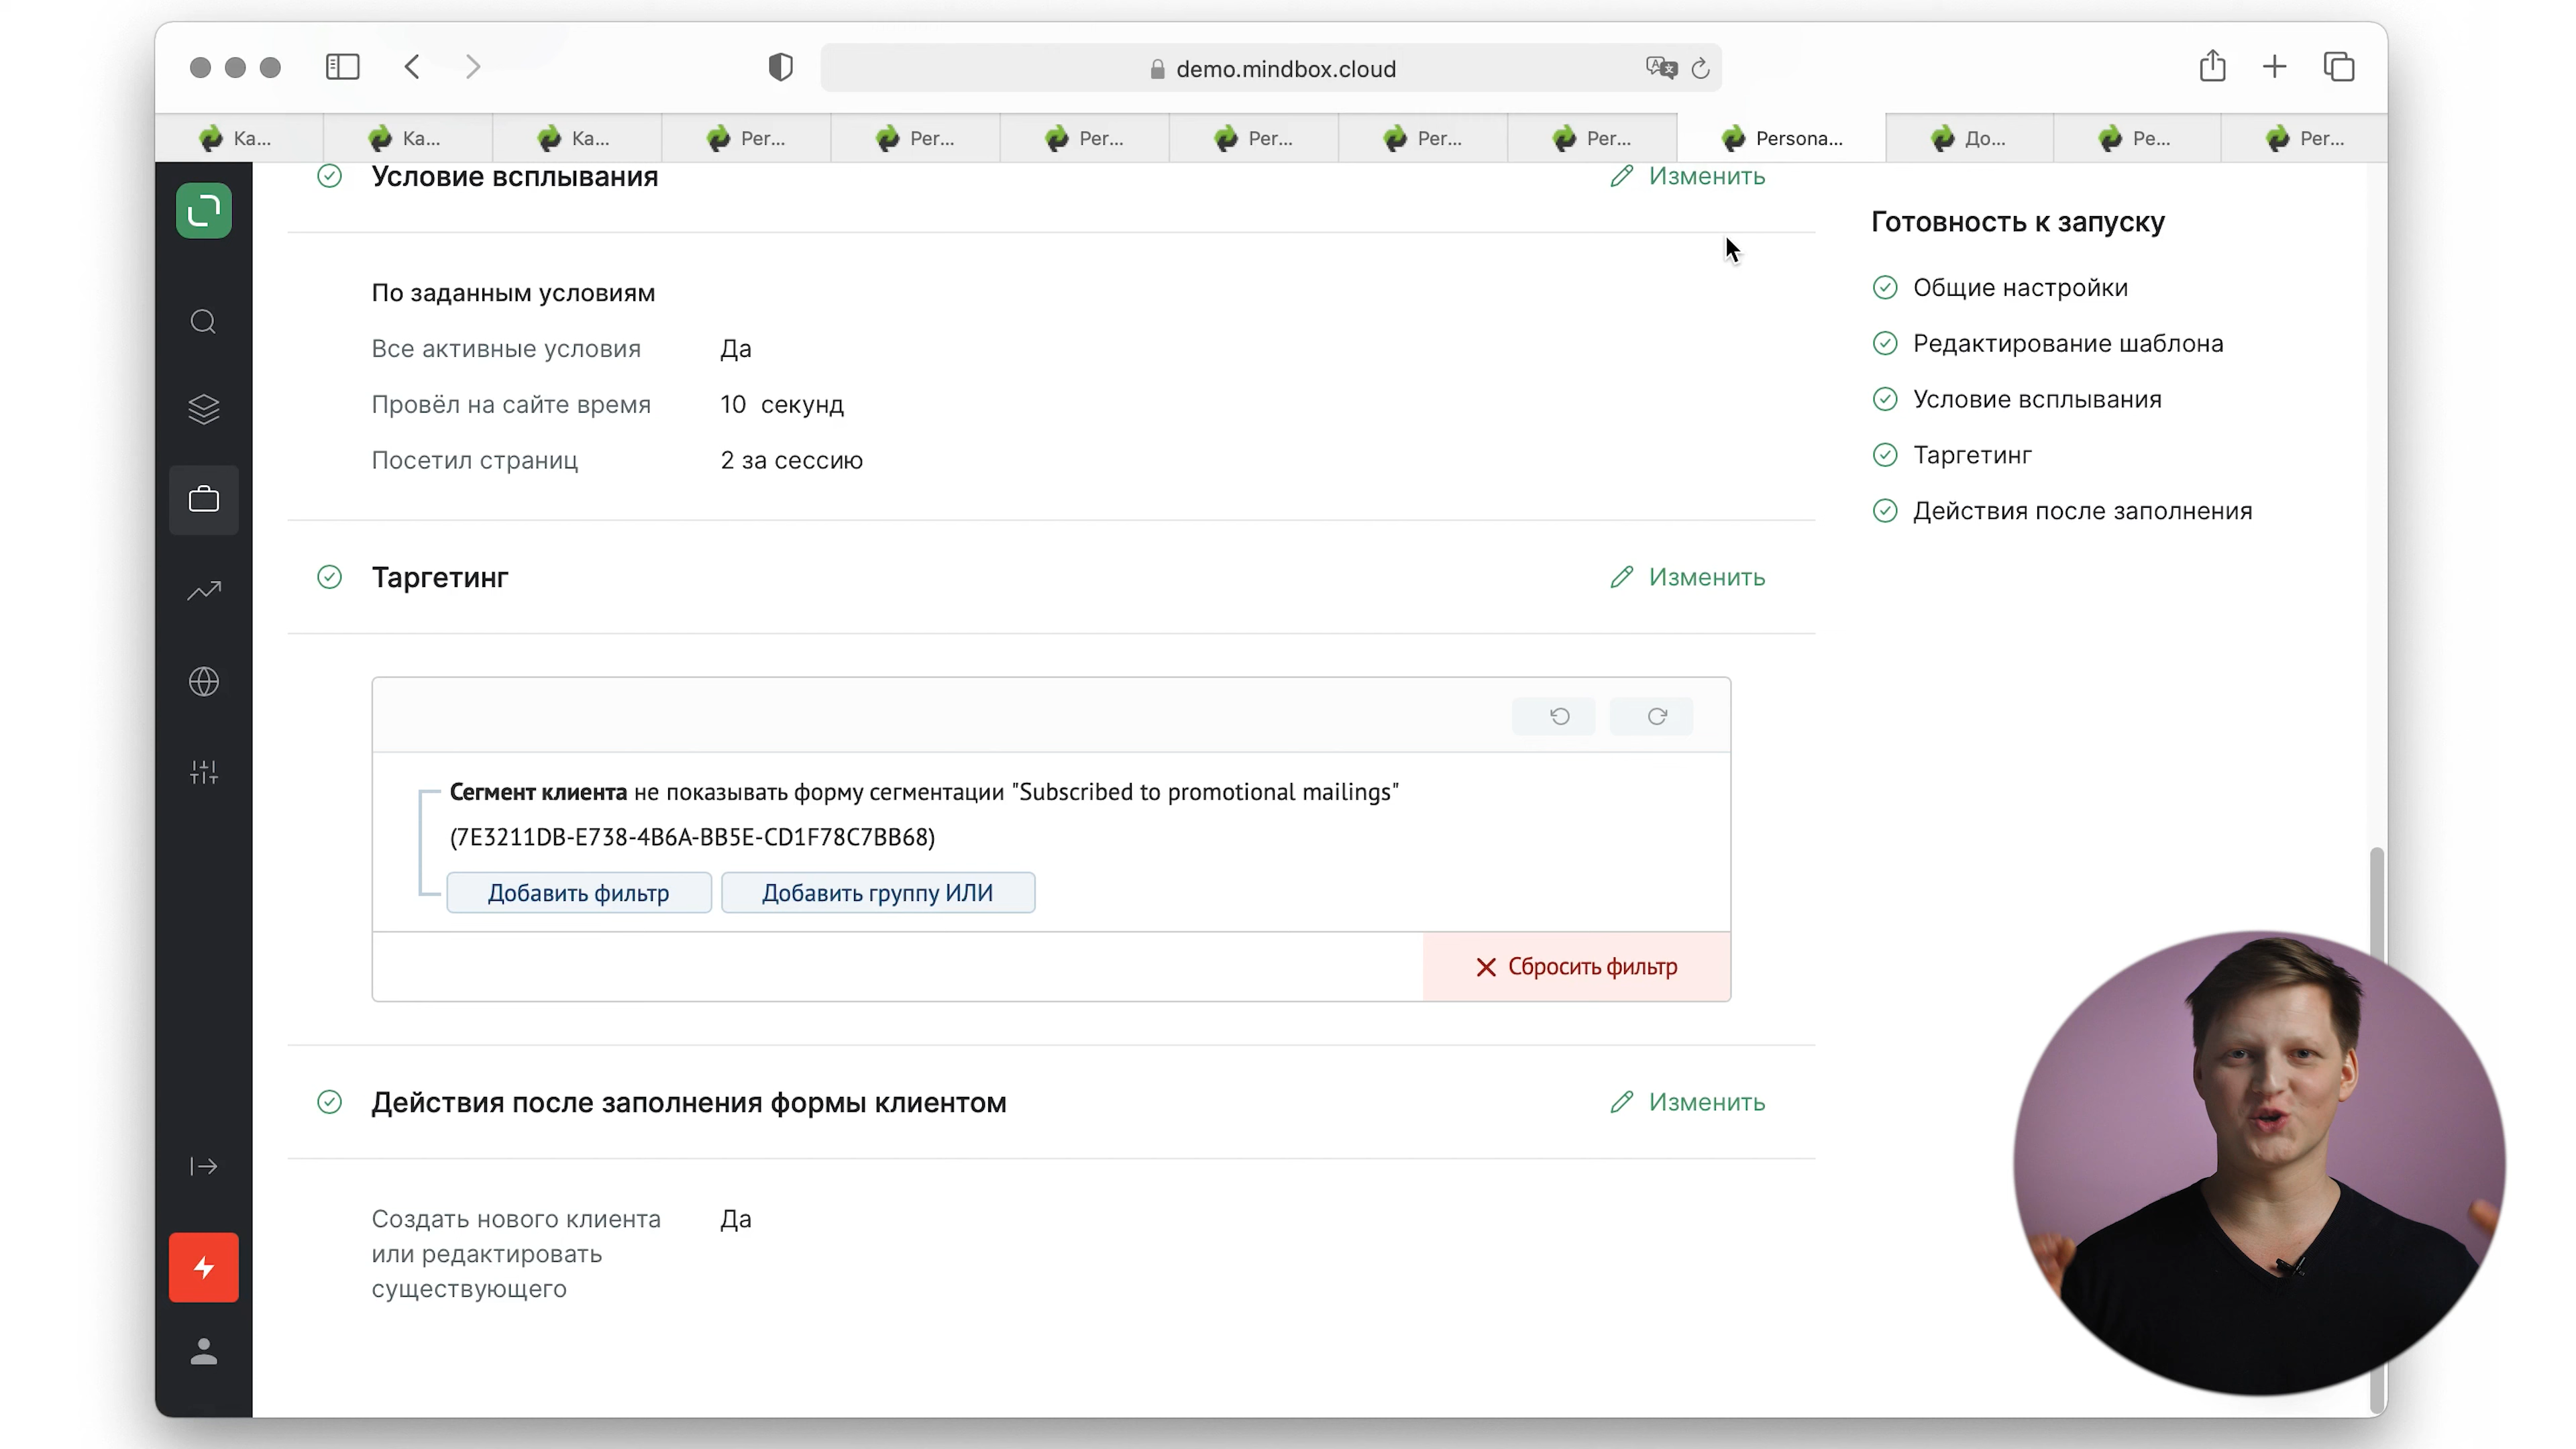 demo.mindbox.cloud
Ka...
Ka...
Ka...
Per...
Per...
Per...
Per...
Per...
Per...
Persona...
До...
Pe...
Per...
Условие всплывания
Изменить
По заданным условиям
Все активные условия Да
Провёл на сайте время 10 секунд
Посетил страниц 2 за сессию
Таргетинг
Изменить
Сегмент клиента не показывать форму сегментации "Subscribed to promotional mailings"
(7E3211DB-E738-4B6A-BB5E-CD1F78C7BB68)
Добавить фильтр
Добавить группу ИЛИ
Сбросить фильтр
Действия после заполнения формы клиентом
Изменить
Создать нового клиента Да
или редактировать
существующего
Готовность к запуску
Общие настройки
Редактирование шаблона
Условие всплывания
Таргетинг
Действия после заполнения